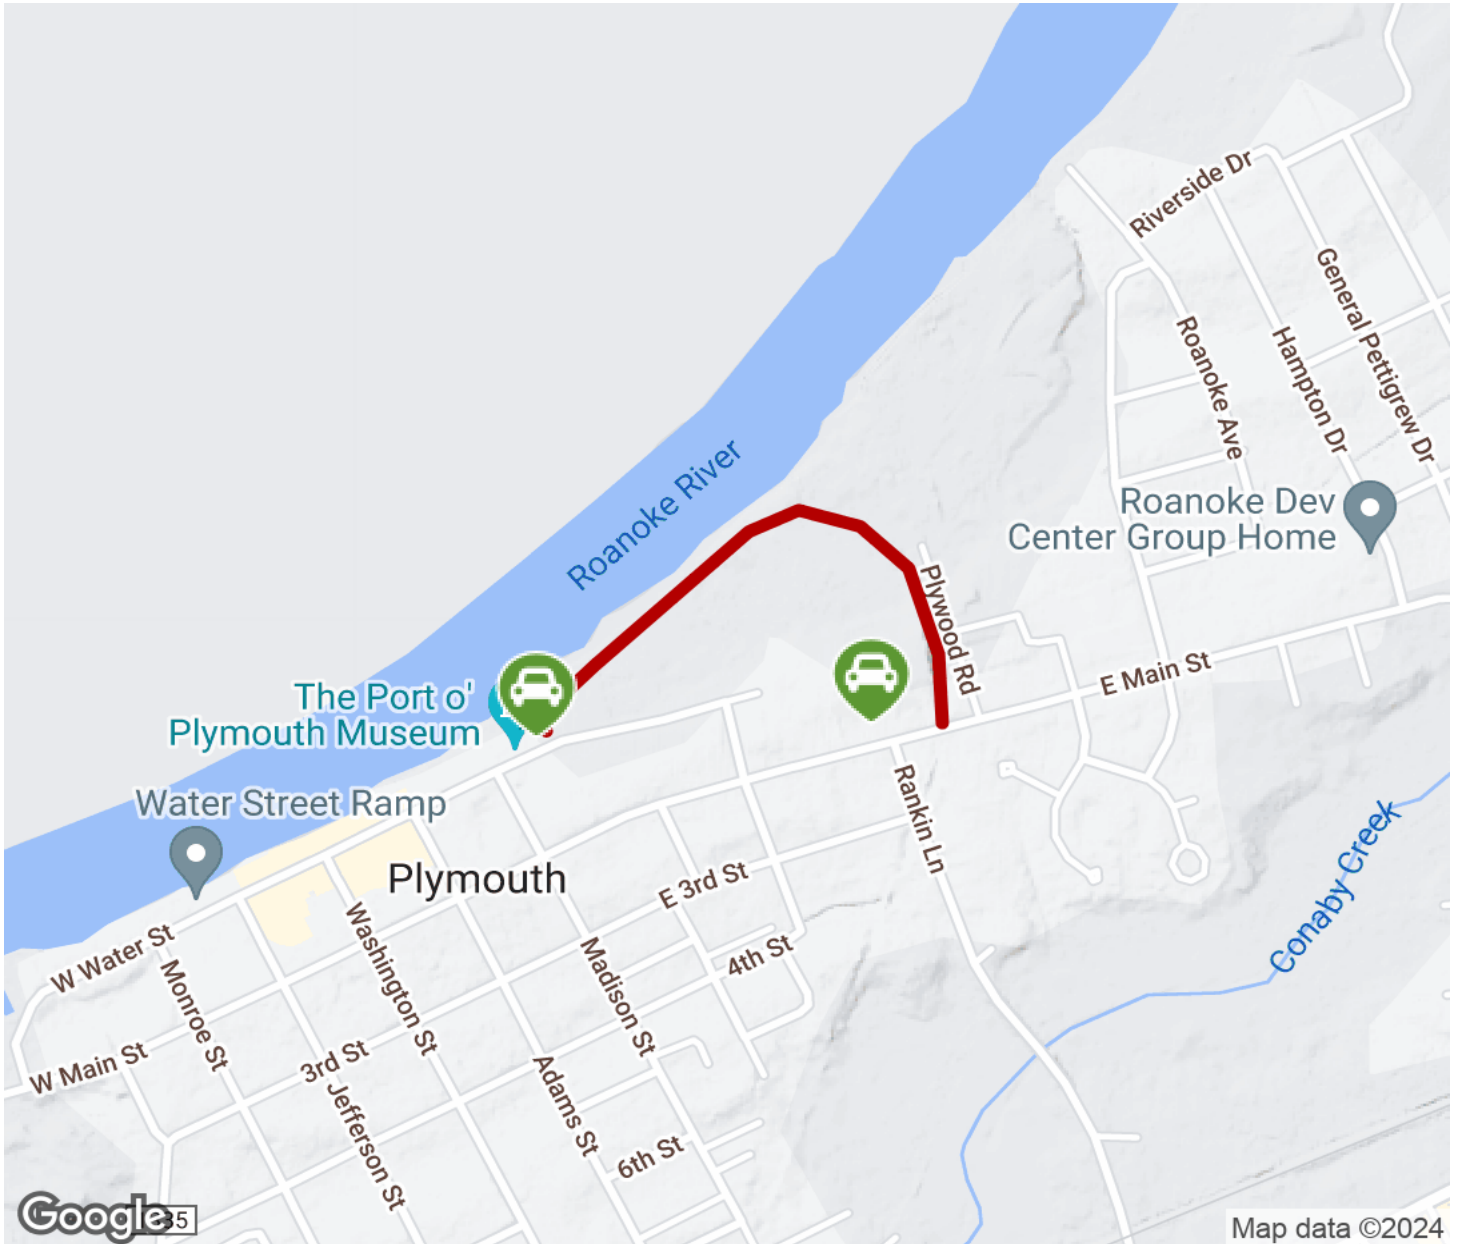 Riverside Dr
General Pettigrew Dr
Roanoke Ave
Hampton Dr
Roanoke River
Roanoke Dev
Center Group Home
Plywood Rd
E Main St
The Port o'
Plymouth Museum
Water Street Ramp
Rankin Ln
Conaby Creek
Plymouth
E 3rd St
W Water St
Washington St
Madison St
4th St
Monroe St
W Main St
3rd St
Adams St
Jefferson St
6th St
Google
Map data ©2024